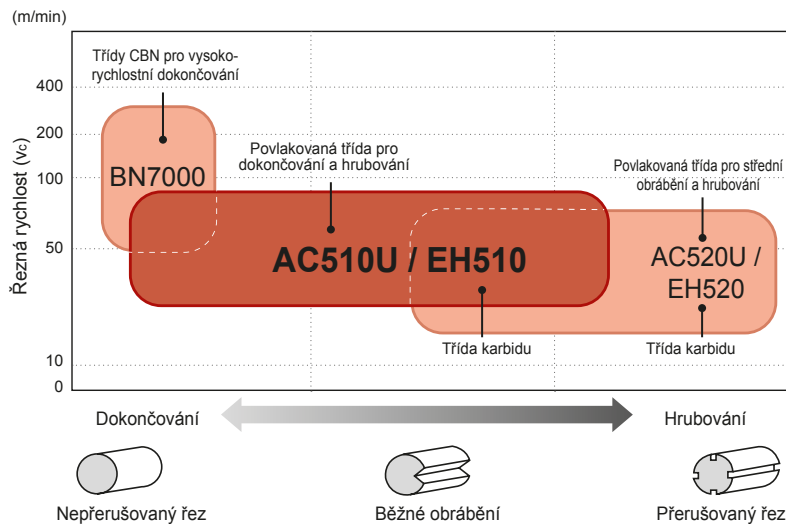 (m/min)
Řezná rychlost (vc)
400
200
100
50
10
0
Třídy CBN pro vysoko-
rychlostní dokončování
BN7000
Povlakovaná třída pro
dokončování a hrubování
AC510U / EH510
Třída karbidu
Povlakovaná třída pro střední
obrábění a hrubování
AC520U /
EH520
Třída karbidu
Dokončování
Hrubování
Nepřerušovaný řez
Běžné obrábění
Přerušovaný řez